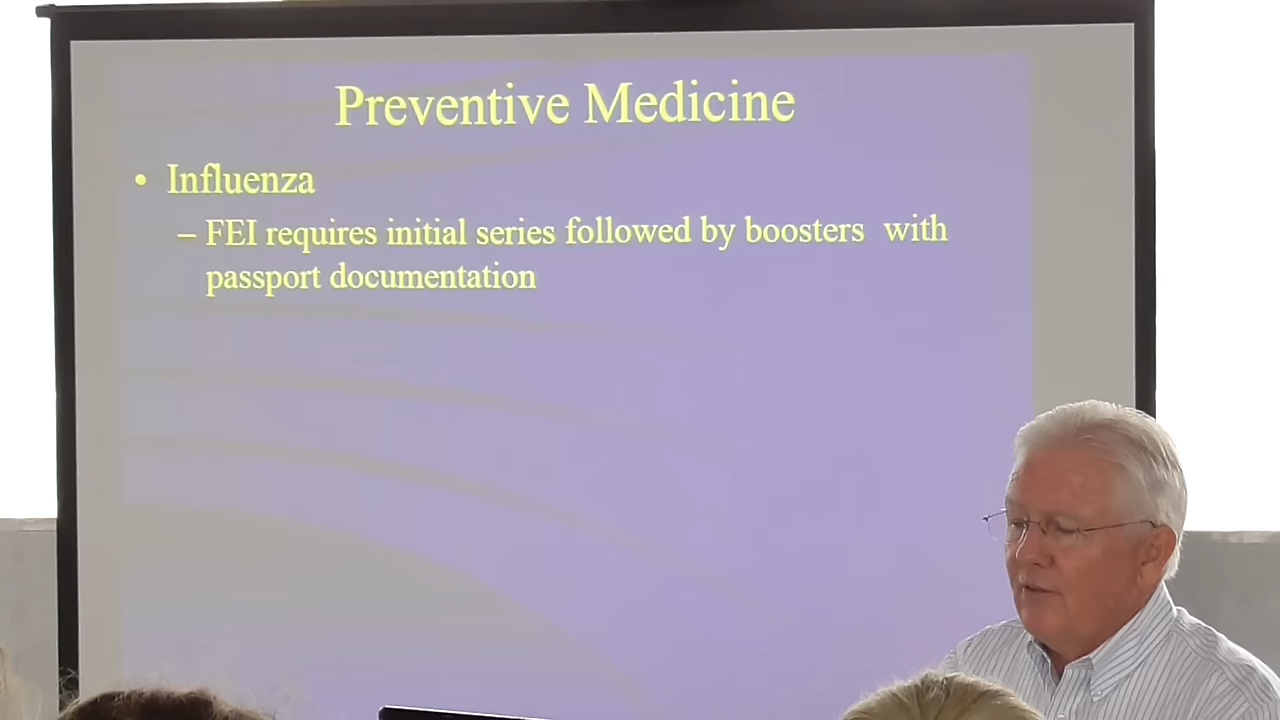 Preventive Medicine
• Influenza
– FEI requires initial series followed by boosters with
passport documentation